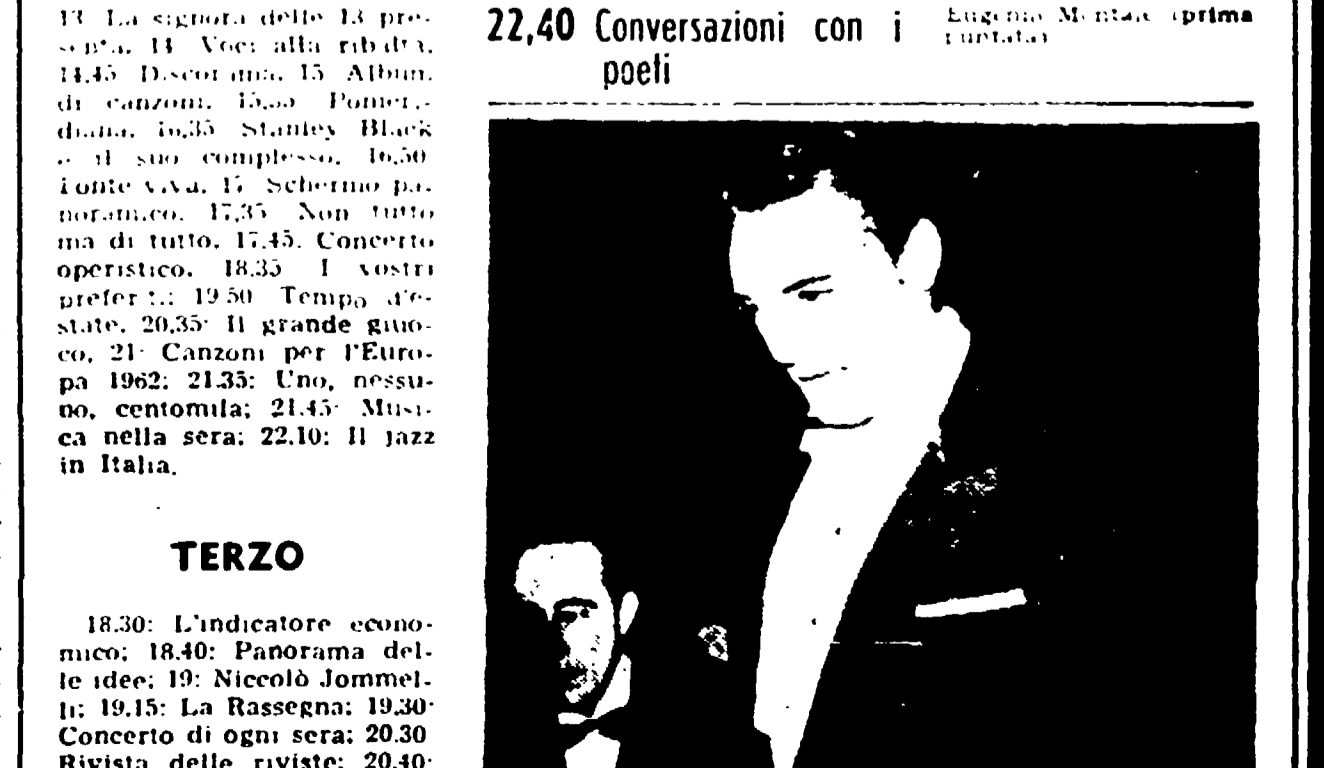 13 La signora delle 13 pre-
senta. 14 Voci alla ribalta.
14.45 Discorama. 15 Album
di canzoni. Pomeri-
diana. 16,35 Stanley Black
e il suo complesso. 16,50
Fonte viva. 17 Schermo pa-
noramico. 17,35 Non tutto
ma di tutto. 17.45. Concerto
operistico. 18.35 I vostri
19 50 Tempo d'e-
state. 20,35· Il grande giuo-
co. 21· Canzoni per l'Euro-
pa 1962; 21.35: Uno, nessu-
no, centomila; 21.45· Musi-
ca nella sera; 22.10: Il jazz
in Italia.
TERZO
18.30: L'indicatore econo-
mico; 18.40: Panorama del-
le idee; 19: Niccolò Jommel-
li; 19.15: La Rassegna; 19.30·
Concerto di ogni sera; 20.30
Rivista delle riviste; 20.40·
22,40 Conversazioni con i
poeti
Eugenio Montale (prima
puntata)